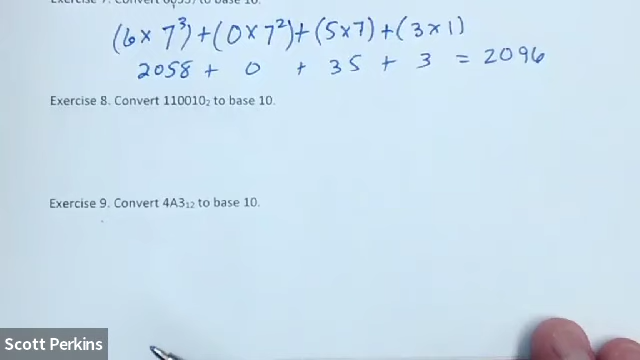 (6 × 7³) + (0 × 7²) + (5 × 7) + (3 × 1)
2058 + 0 + 35 + 3 = 2096
Exercise 8. Convert 110010₂ to base 10.
Exercise 9. Convert 4A3₁₂ to base 10.
Scott Perkins